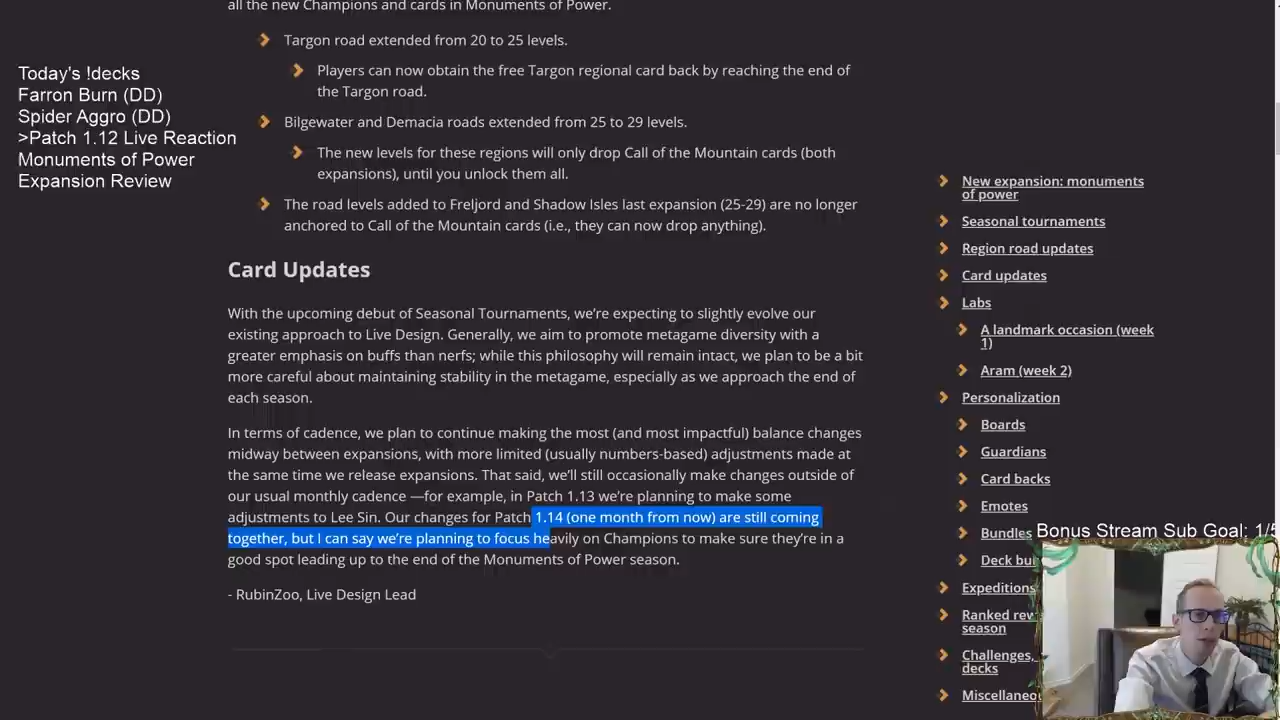 all the new Champions and cards in Monuments of Power.
Targon road extended from 20 to 25 levels.
Players can now obtain the free Targon regional card back by reaching the end of
the Targon road.
Bilgewater and Demacia roads extended from 25 to 29 levels.
The new levels for these regions will only drop Call of the Mountain cards (both
expansions), until you unlock them all.
The road levels added to Freljord and Shadow Isles last expansion (25-29) are no longer
anchored to Call of the Mountain cards (i.e., they can now drop anything).
Card Updates
With the upcoming debut of Seasonal Tournaments, we're expecting to slightly evolve our
existing approach to Live Design. Generally, we aim to promote metagame diversity with a
greater emphasis on buffs than nerfs; while this philosophy will remain intact, we plan to be a bit
more careful about maintaining stability in the metagame, especially as we approach the end of
each season.
In terms of cadence, we plan to continue making the most (and most impactful) balance changes
midway between expansions, with more limited (usually numbers-based) adjustments made at
the same time we release expansions. That said, we'll still occasionally make changes outside of
our usual monthly cadence —for example, in Patch 1.13 we're planning to make some
adjustments to Lee Sin. Our changes for Patch 1.14 (one month from now) are still coming
together, but I can say we're planning to focus heavily on Champions to make sure they're in a
good spot leading up to the end of the Monuments of Power season.
- RubinZoo, Live Design Lead
Today's !decks
Farron Burn (DD)
Spider Aggro (DD)
>Patch 1.12 Live Reaction
Monuments of Power
Expansion Review
New expansion: monuments
of power
Seasonal tournaments
Region road updates
Card updates
Labs
A landmark occasion (week
1)
Aram (week 2)
Personalization
Boards
Guardians
Card backs
Emotes
Bundles
Deck bu
Expeditions
Ranked rew
season
Challenges,
decks
Miscellaneo
Bonus Stream Sub Goal: 1/5